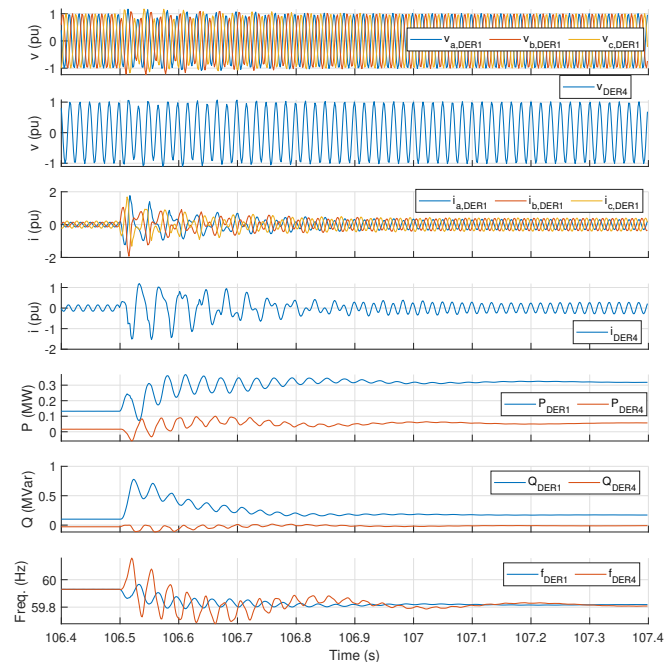 1
0
-1
v (pu)
v_a,DER1 v_b,DER1 v_c,DER1
v_DER4
1
0
-1
v (pu)
2
0
-2
i (pu)
i_a,DER1 i_b,DER1 i_c,DER1
1
0
-1
-2
i (pu)
i_DER4
0.3
0.2
0.1
0
P (MW)
P_DER1 P_DER4
1
0.5
0
Q (MVar)
Q_DER1 Q_DER4
60
59.8
Freq. (Hz)
f_DER1 f_DER4
106.4 106.5 106.6 106.7 106.8 106.9 107 107.1 107.2 107.3 107.4
Time (s)